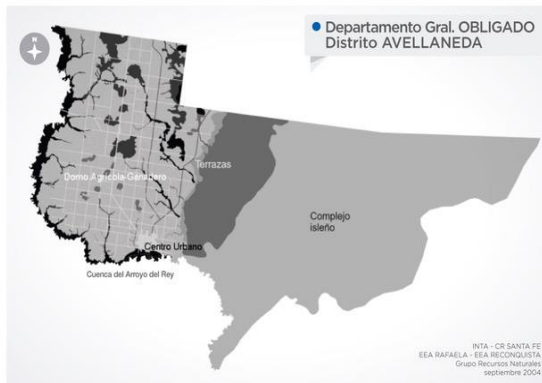 N
Departamento Gral. OBLIGADO
Distrito AVELLANEDA
Terrazas
Domo Agrícola-Ganadero
Complejo
isleño
Centro Urbano
Cuenca del Arroyo del Rey
INTA - CR SANTA FE
EEA RAFAELA - EEA RECONQUISTA
Grupo Recursos Naturales
septiembre 2004